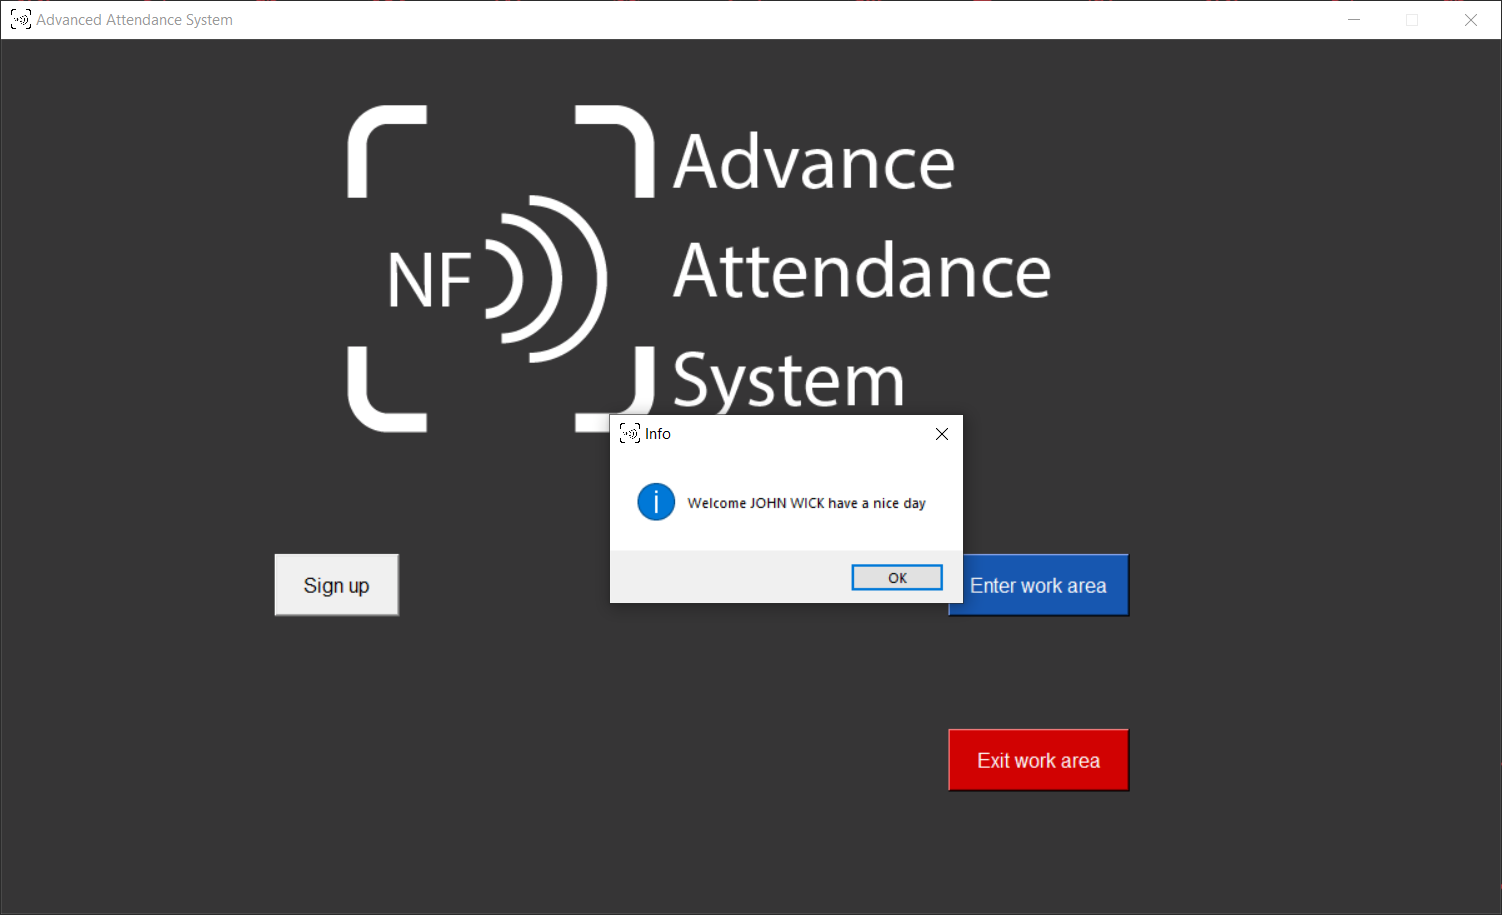 Advanced Attendance System
Advance
Attendance
System
NF
Info
Welcome JOHN WICK have a nice day
OK
Sign up
Enter work area
Exit work area